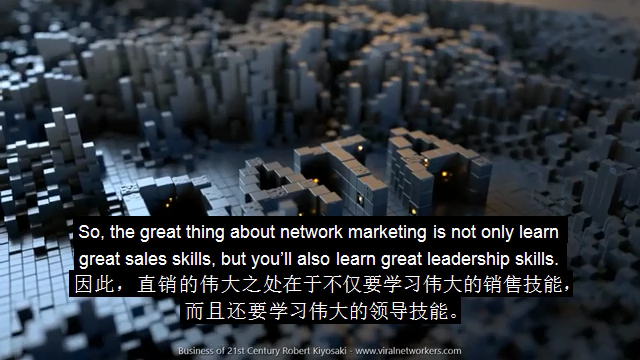 So, the great thing about network marketing is not only learn
great sales skills, but you'll also learn great leadership skills.
因此，直销的伟大之处在于不仅要学习伟大的销售技能，
而且还要学习伟大的领导技能。
Business of 21st Century Robert Kiyosaki - www.viralnetworkers.com